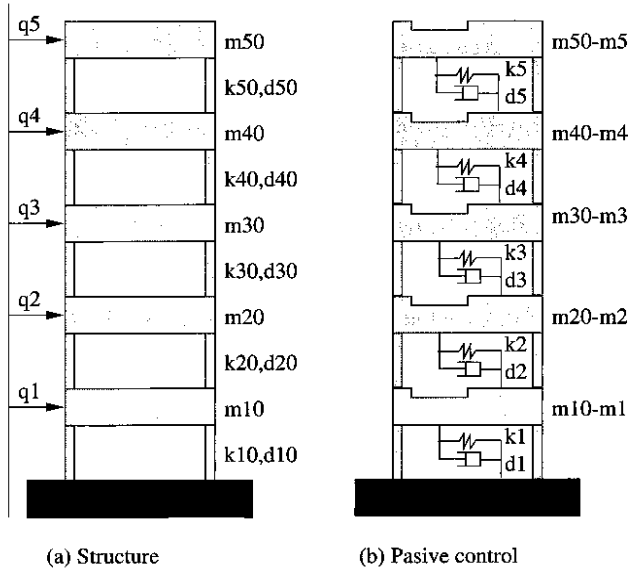 q5
m50
k50,d50
q4
m40
k40,d40
q3
m30
k30,d30
q2
m20
k20,d20
q1
m10
k10,d10
(a) Structure
m50-m5
k5
d5
m40-m4
k4
d4
m30-m3
k3
d3
m20-m2
k2
d2
m10-m1
k1
d1
(b) Pasive control